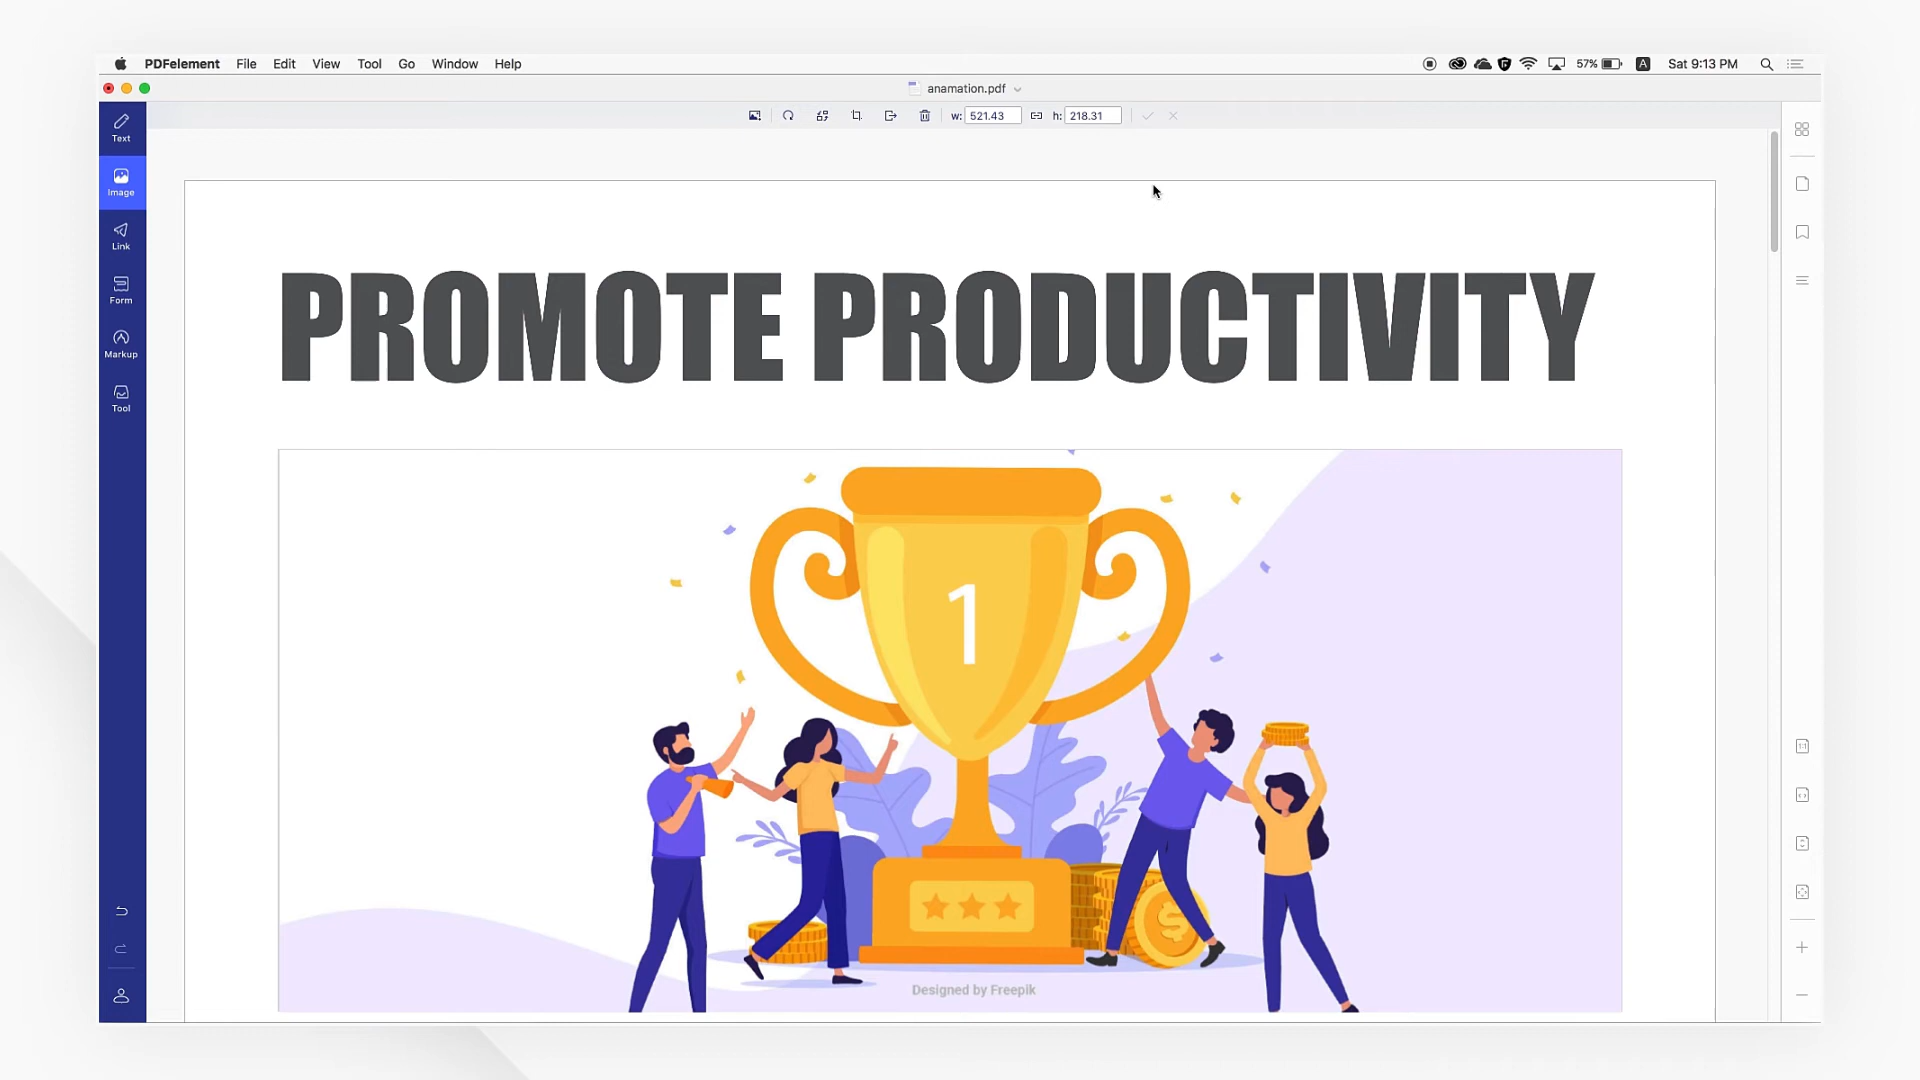 PDFelement File Edit View Tool Go Window Help 57% A Sat 9:13 PM
anamation.pdf
w: 521.43 h: 218.31
Text
Image
Link
Form
Markup
Tool
PROMOTE PRODUCTIVITY
1
$
Designed by Freepik